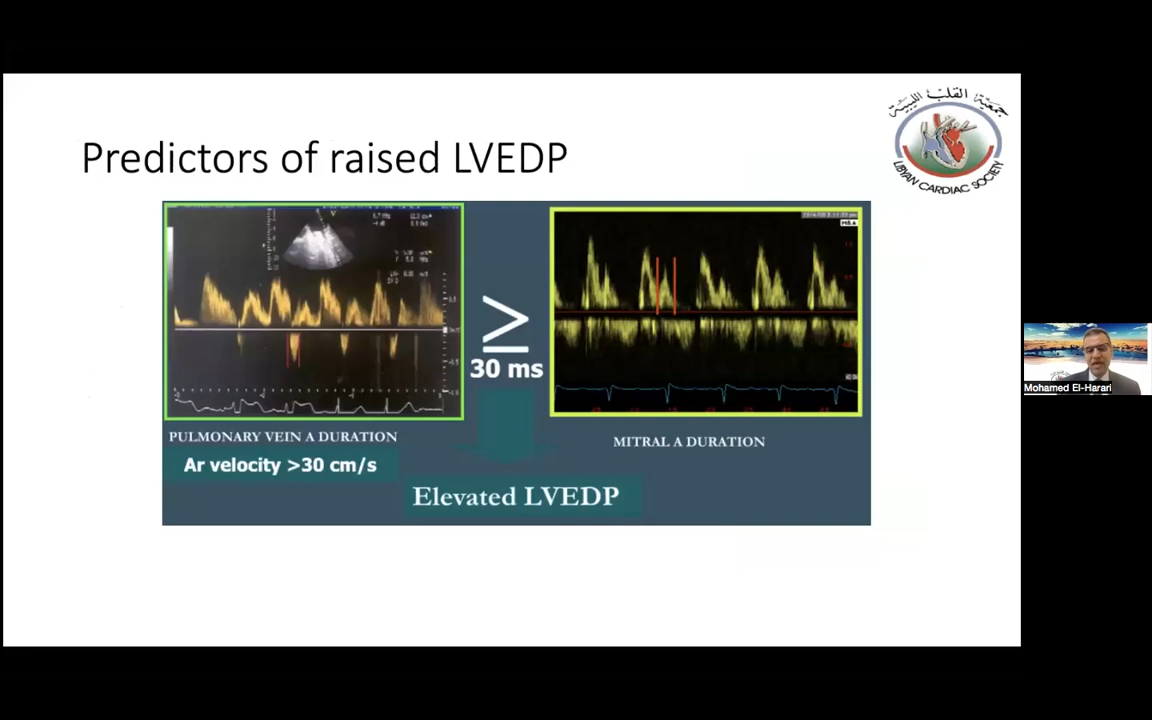 جمعية القلب الليبية
LIBYAN CARDIAC SOCIETY
Predictors of raised LVEDP
≥
30 ms
PULMONARY VEIN A DURATION
Ar velocity >30 cm/s
MITRAL A DURATION
Elevated LVEDP
Mohamed El-Harari